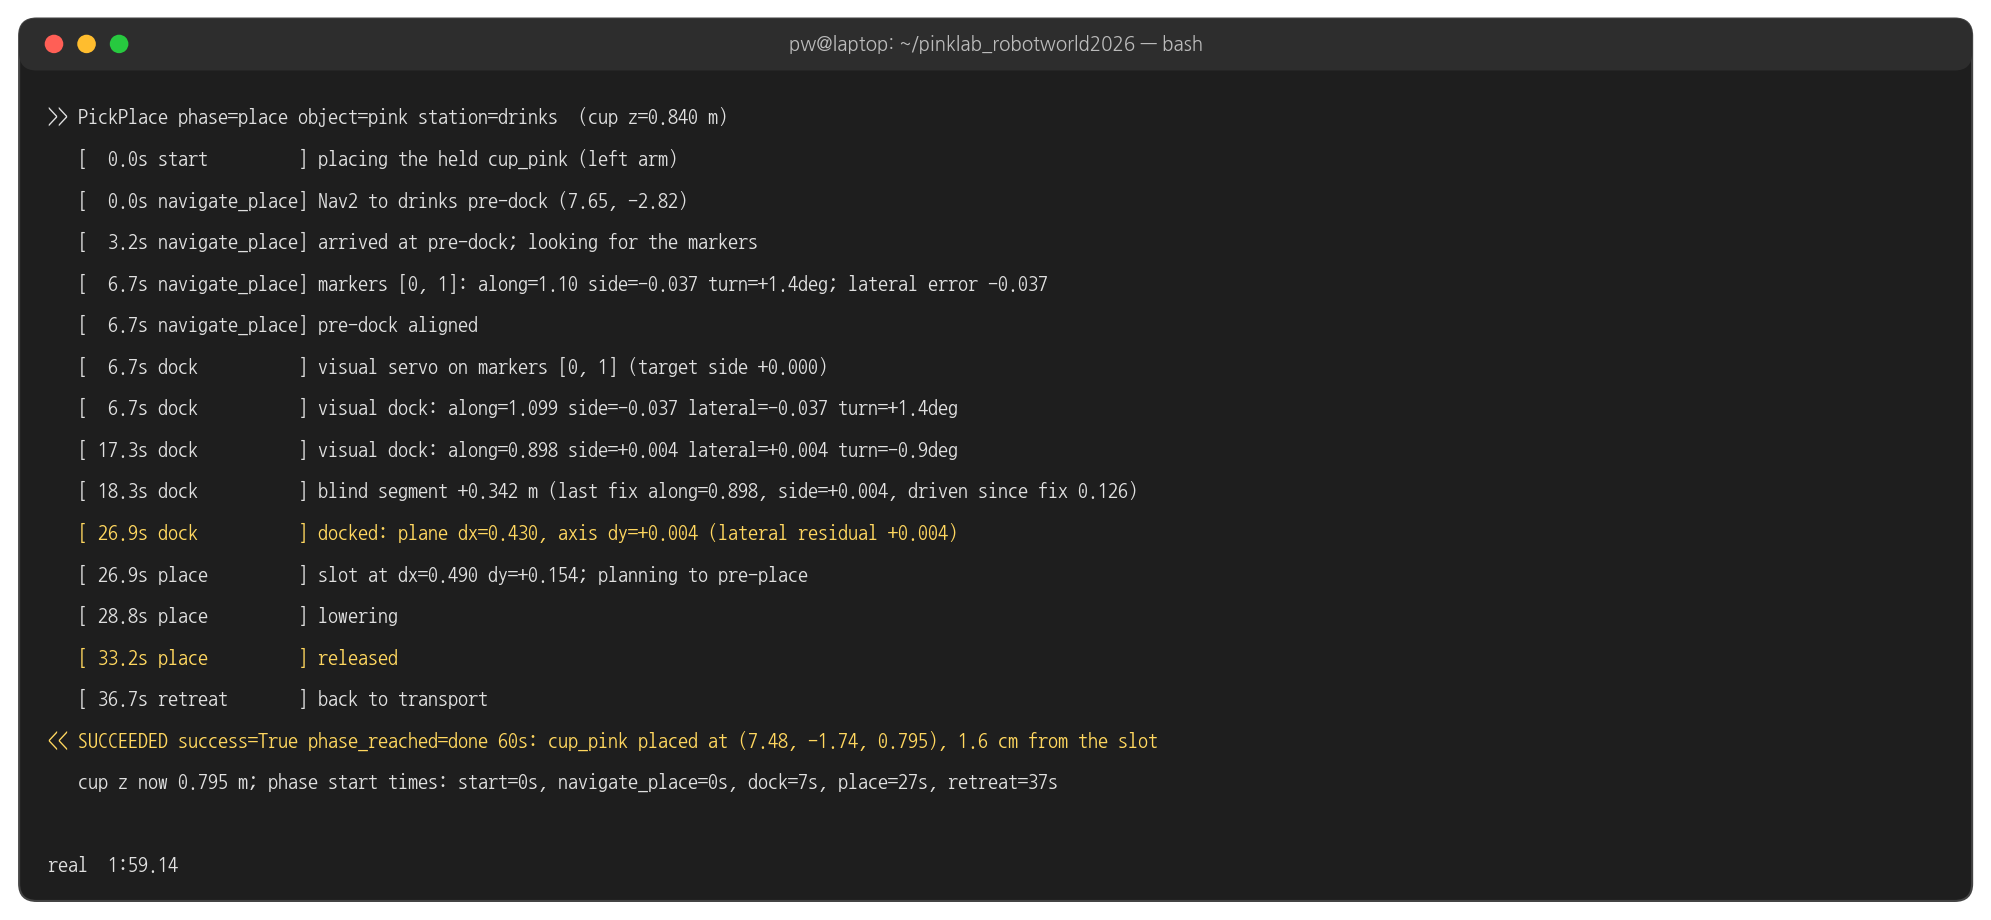 pw@laptop: ~/pinklab_robotworld2026 — bash
>> PickPlace phase=place object=pink station=drinks  (cup z=0.840 m)
   [  0.0s start         ] placing the held cup_pink (left arm)
   [  0.0s navigate_place] Nav2 to drinks pre-dock (7.65, -2.82)
   [  3.2s navigate_place] arrived at pre-dock; looking for the markers
   [  6.7s navigate_place] markers [0, 1]: along=1.10 side=-0.037 turn=+1.4deg; lateral error -0.037
   [  6.7s navigate_place] pre-dock aligned
   [  6.7s dock          ] visual servo on markers [0, 1] (target side +0.000)
   [  6.7s dock          ] visual dock: along=1.099 side=-0.037 lateral=-0.037 turn=+1.4deg
   [ 17.3s dock          ] visual dock: along=0.898 side=+0.004 lateral=+0.004 turn=-0.9deg
   [ 18.3s dock          ] blind segment +0.342 m (last fix along=0.898, side=+0.004, driven since fix 0.126)
   [ 26.9s dock          ] docked: plane dx=0.430, axis dy=+0.004 (lateral residual +0.004)
   [ 26.9s place         ] slot at dx=0.490 dy=+0.154; planning to pre-place
   [ 28.8s place         ] lowering
   [ 33.2s place         ] released
   [ 36.7s retreat       ] back to transport
<< SUCCEEDED success=True phase_reached=done 60s: cup_pink placed at (7.48, -1.74, 0.795), 1.6 cm from the slot
   cup z now 0.795 m; phase start times: start=0s, navigate_place=0s, dock=7s, place=27s, retreat=37s
real  1:59.14